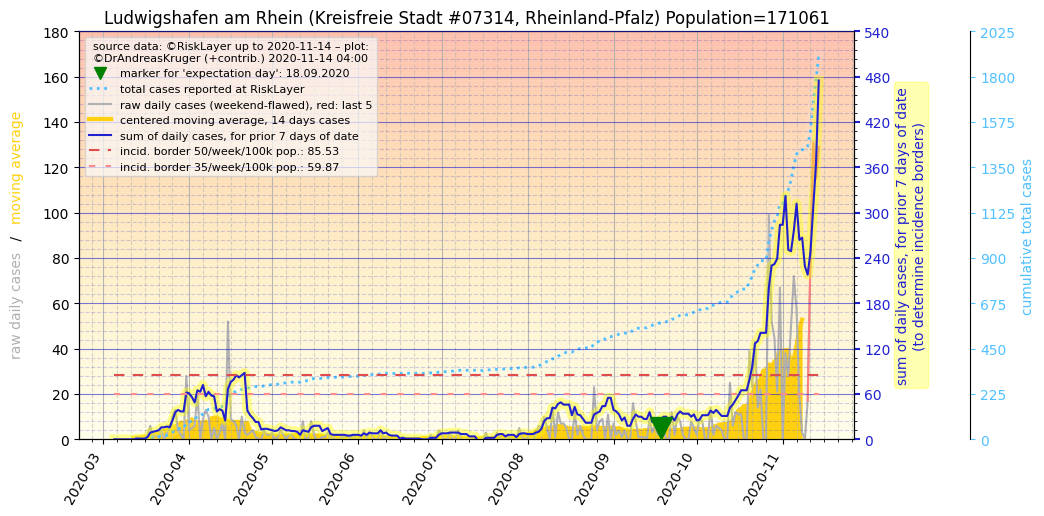 Ludwigshafen am Rhein (Kreisfreie Stadt #07314, Rheinland-Pfalz) Population=171061
source data: ©RiskLayer up to 2020-11-14 – plot:
©DrAndreasKruger (+contrib.) 2020-11-14 04:00
marker for 'expectation day': 18.09.2020
total cases reported at RiskLayer
raw daily cases (weekend-flawed), red: last 5
centered moving average, 14 days cases
sum of daily cases, for prior 7 days of date
incid. border 50/week/100k pop.: 85.53
incid. border 35/week/100k pop.: 59.87
raw daily cases / moving average
180
160
140
120
100
80
60
40
20
0
540
480
420
360
300
240
180
120
60
0
sum of daily cases, for prior 7 days of date
(to determine incidence borders)
2025
1800
1575
1350
1125
900
675
450
225
0
cumulative total cases
2020-03
2020-04
2020-05
2020-06
2020-07
2020-08
2020-09
2020-10
2020-11